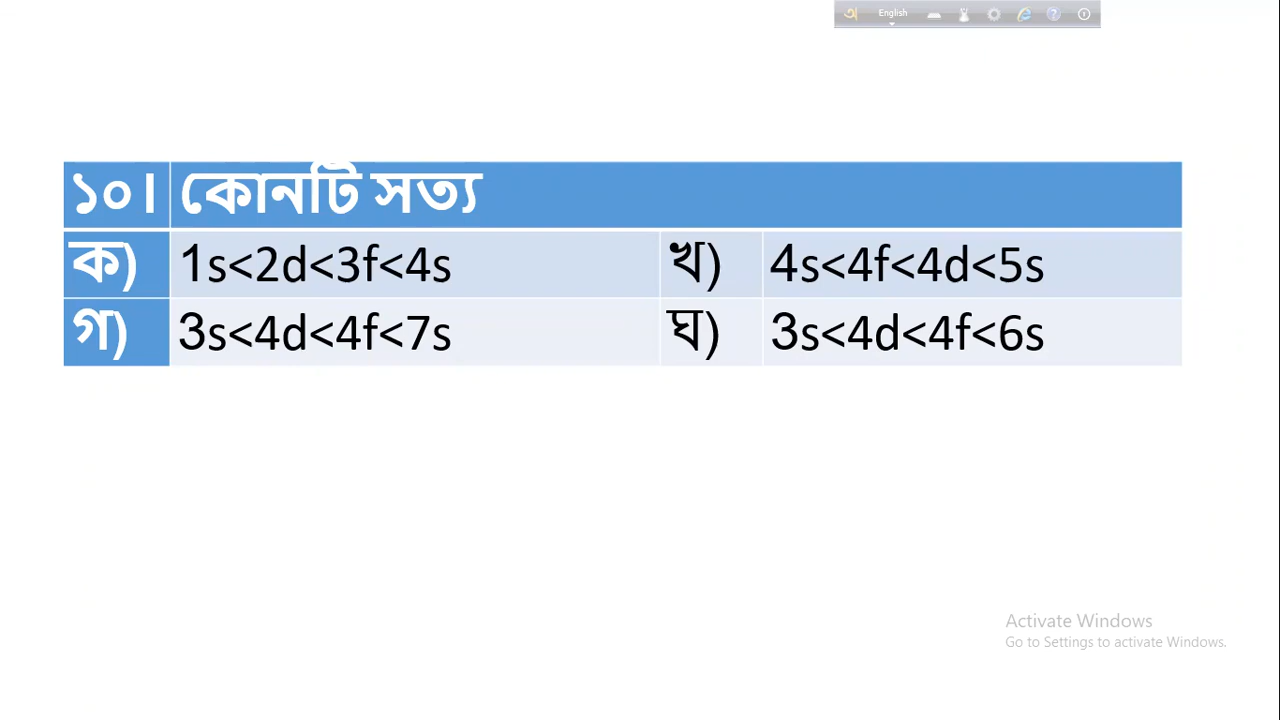 English
১০। কোনটি সত্য
ক) 1s<2d<3f<4s খ) 4s<4f<4d<5s
গ) 3s<4d<4f<7s ঘ) 3s<4d<4f<6s
Activate Windows
Go to Settings to activate Windows.